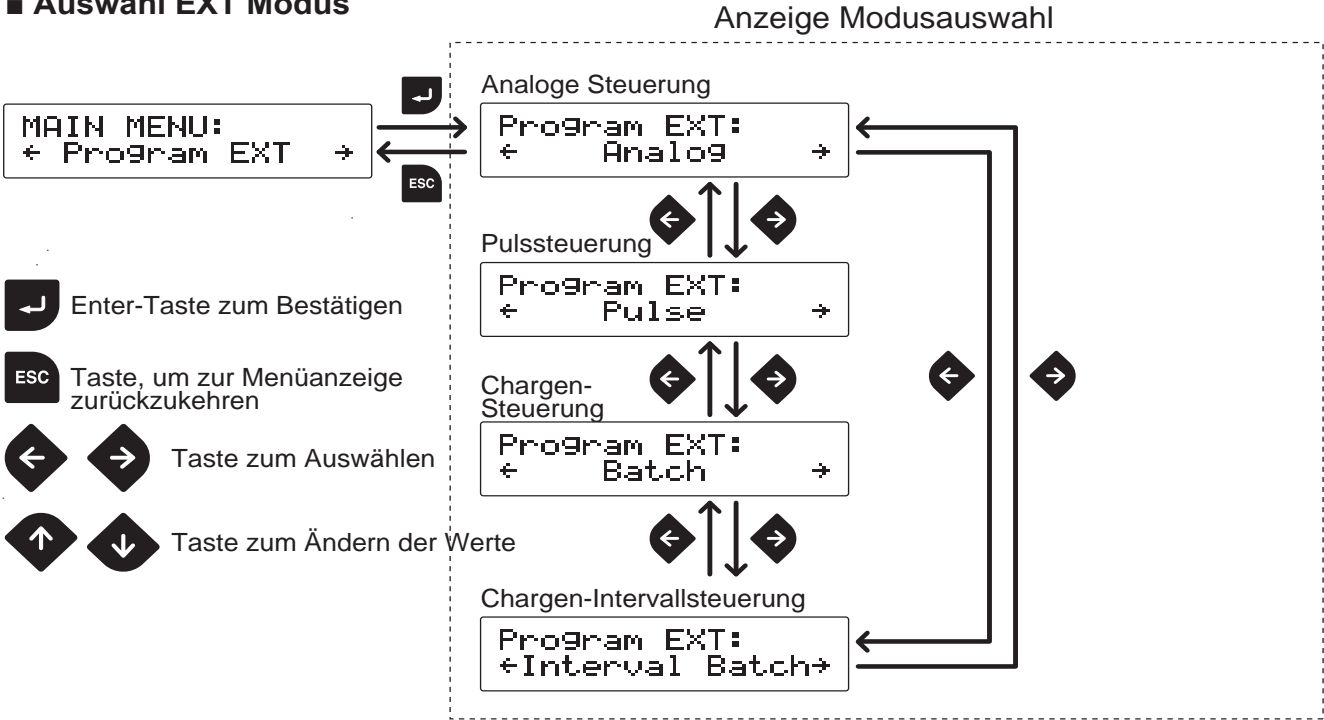 ■ Auswahl EXT Modus
Anzeige Modusauswahl
MAIN MENU:
← Program EXT →
ESC
Analoge Steuerung
Program EXT:
← Analog →
Pulssteuerung
Program EXT:
← Pulse →
Chargen-
Steuerung
Program EXT:
← Batch →
Chargen-Intervallsteuerung
Program EXT:
←Interval Batch→
Enter-Taste zum Bestätigen
ESC Taste, um zur Menüanzeige
zurückzukehren
Taste zum Auswählen
Taste zum Ändern der Werte